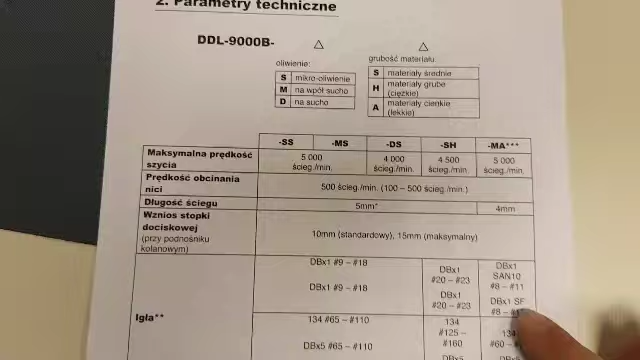 2. Parametry techniczne
DDL-9000B- △ △
oliwienie:
S mikro-oliwienie
M na wpół sucho
D na sucho
grubość materiału
S materiały średnie
H materiały grube
(ciężkie)
A materiały cienkie
(lekkie)
-SS -MS -DS -SH -MA***
Maksymalna prędkość szycia
5 000 ścieg./min. 4 000 ścieg./min. 4 500 ścieg./min. 5 000 ścieg./min.
Prędkość obcinania nici
500 ścieg./min. (100 – 500 ścieg./min.)
Długość ściegu 5mm* 4mm
Wznios stopki
dociskowej
(przy podnośniku
kolanowym)
10mm (standardowy), 15mm (maksymalny)
Igła**
DBx1 #9 – #18
DBx1 #20 – #23
DBx1 SAN10 #8 – #11
DBx1 #9 – #18
DBx1 #20 – #23
DBx1 SF #8 –
134 #65 – #110
134 #125 – #160
#60 –
DBx5 #65 – #110
DBx5